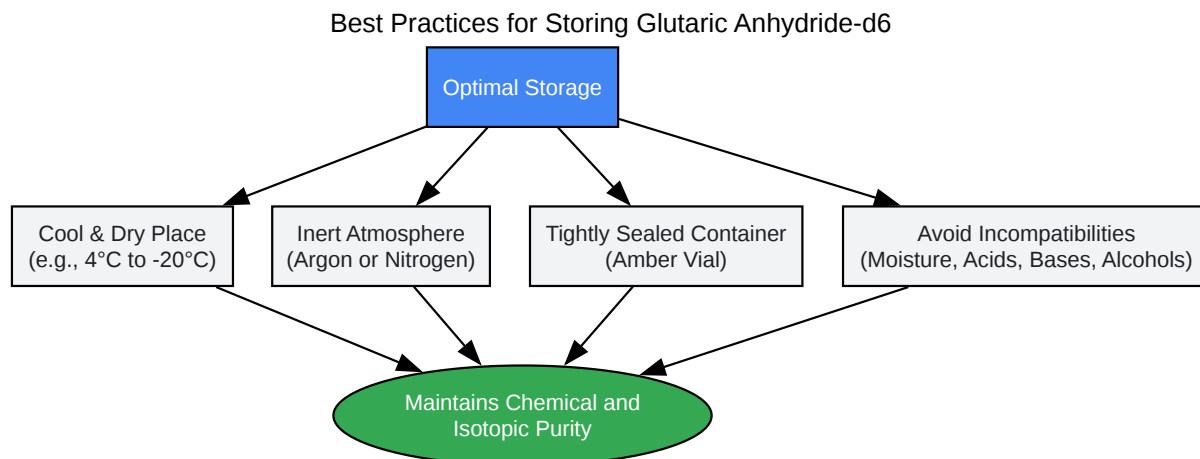 Best Practices for Storing Glutaric Anhydride-d6
Optimal Storage
Cool & Dry Place
(e.g., 4°C to -20°C)
Inert Atmosphere
(Argon or Nitrogen)
Tightly Sealed Container
(Amber Vial)
Avoid Incompatibilities
(Moisture, Acids, Bases, Alcohols)
Maintains Chemical and
Isotopic Purity